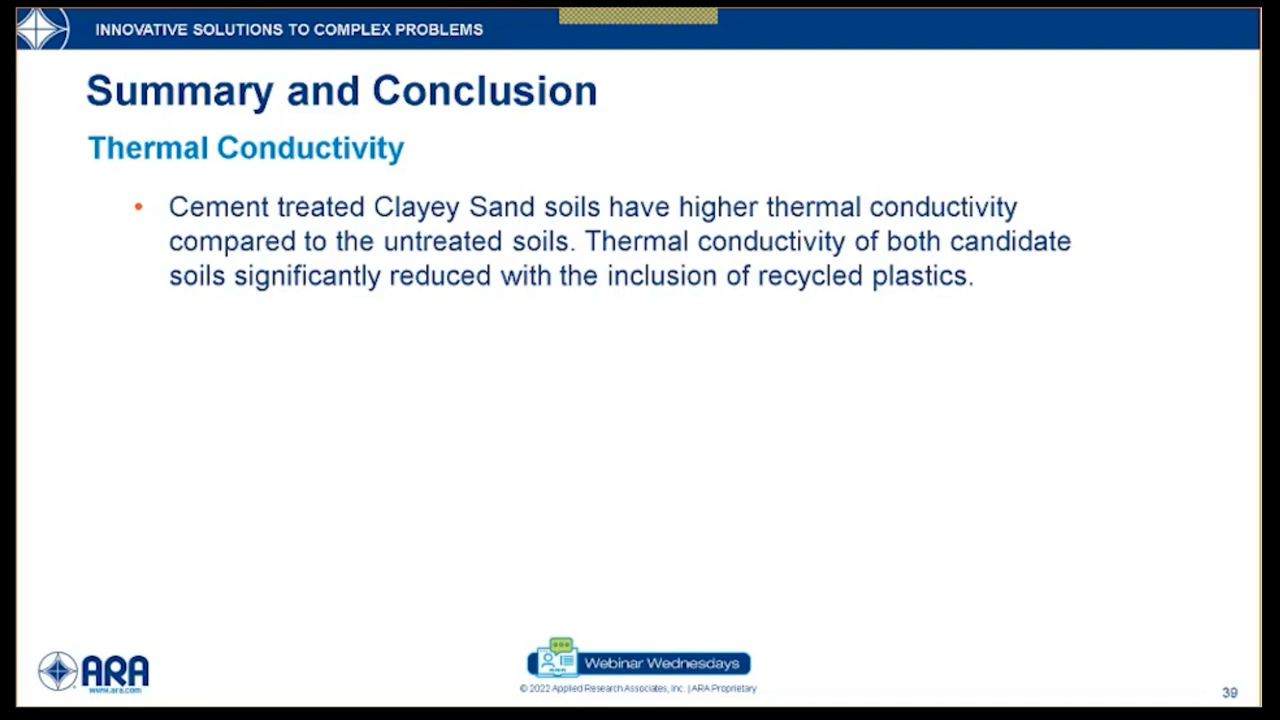 INNOVATIVE SOLUTIONS TO COMPLEX PROBLEMS
Summary and Conclusion
Thermal Conductivity
• Cement treated Clayey Sand soils have higher thermal conductivity
compared to the untreated soils. Thermal conductivity of both candidate
soils significantly reduced with the inclusion of recycled plastics.
ARA
www.ara.com
Webinar Wednesdays
© 2022 Applied Research Associates, Inc. | ARA Proprietary
39